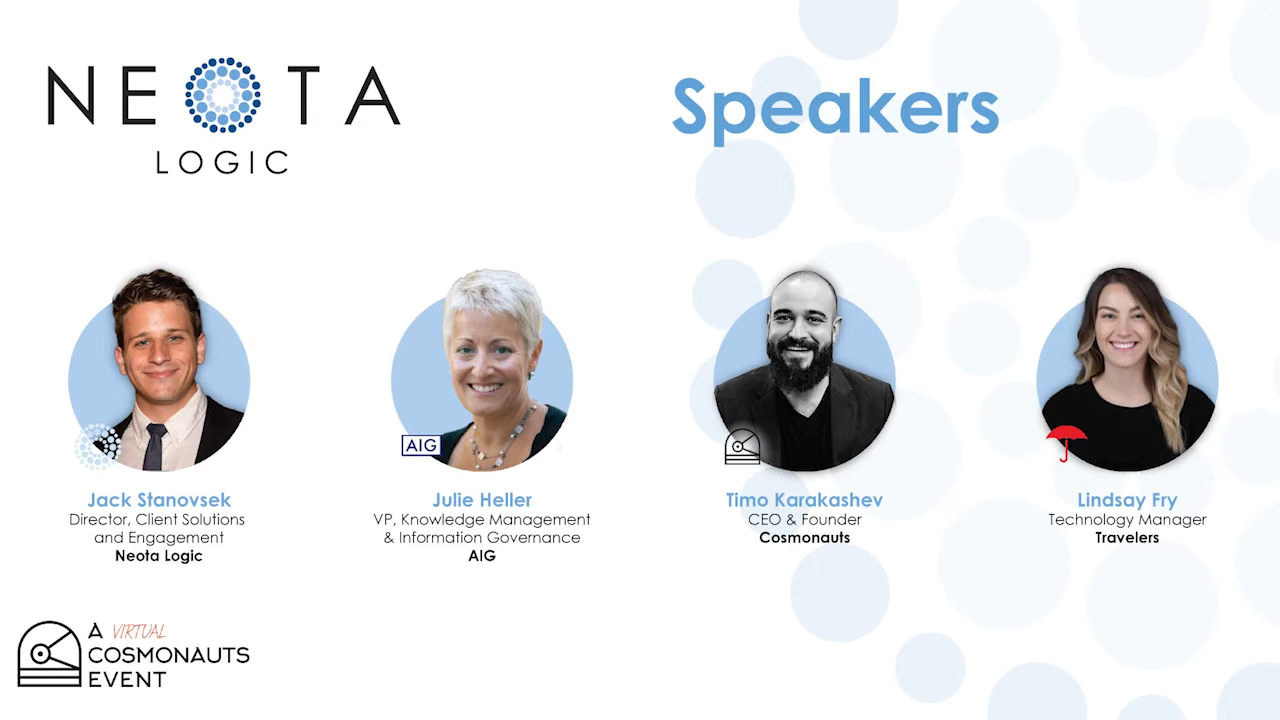 NEOTA
LOGIC
Speakers
AIG
Jack Stanovsek
Director, Client Solutions
and Engagement
Neota Logic
Julie Heller
VP, Knowledge Management
& Information Governance
AIG
Timo Karakashev
CEO & Founder
Cosmonauts
Lindsay Fry
Technology Manager
Travelers
A VIRTUAL
COSMONAUTS
EVENT